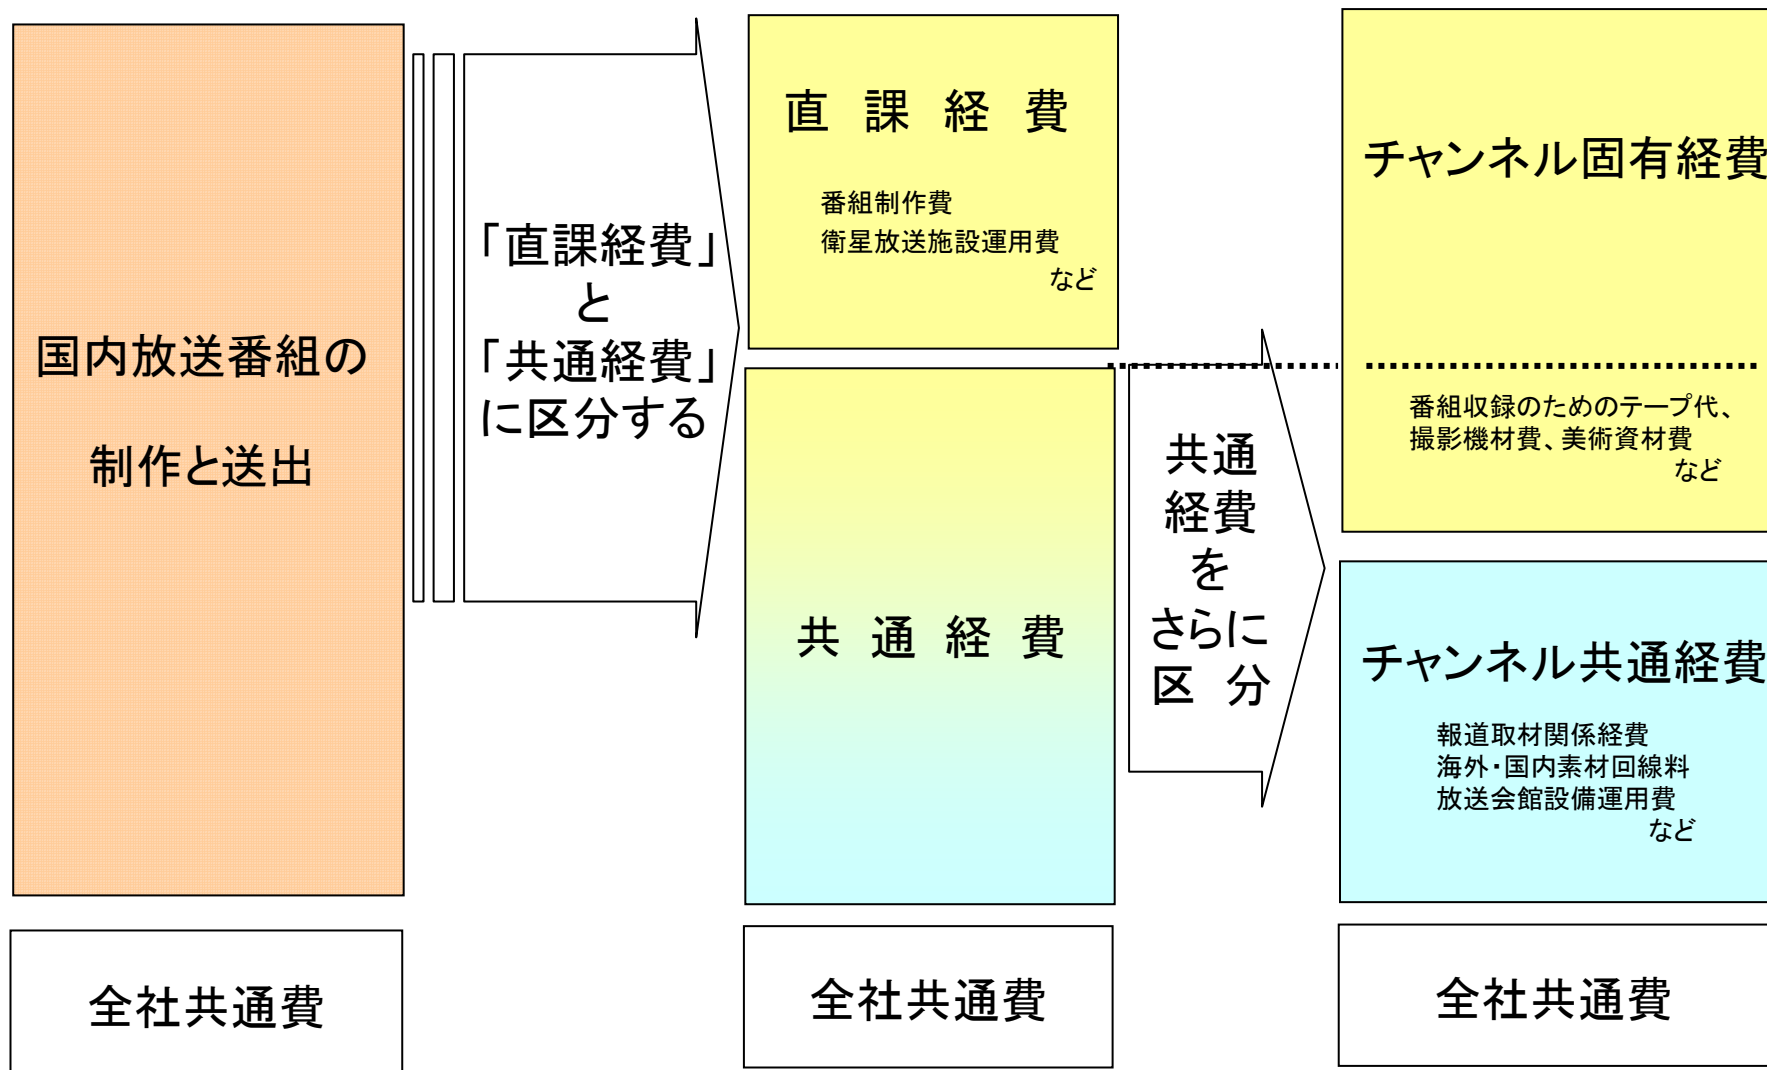 国内放送番組の
制作と送出
全社共通費
「直課経費」
と
「共通経費」
に区分する
直課経費
番組制作費
衛星放送施設運用費
など
共通経費
全社共通費
共通
経費
を
さらに
区分
チャンネル固有経費
番組収録のためのテープ代、
撮影機材費、美術資材費
など
チャンネル共通経費
報道取材関係経費
海外・国内素材回線料
放送会館設備運用費
など
全社共通費